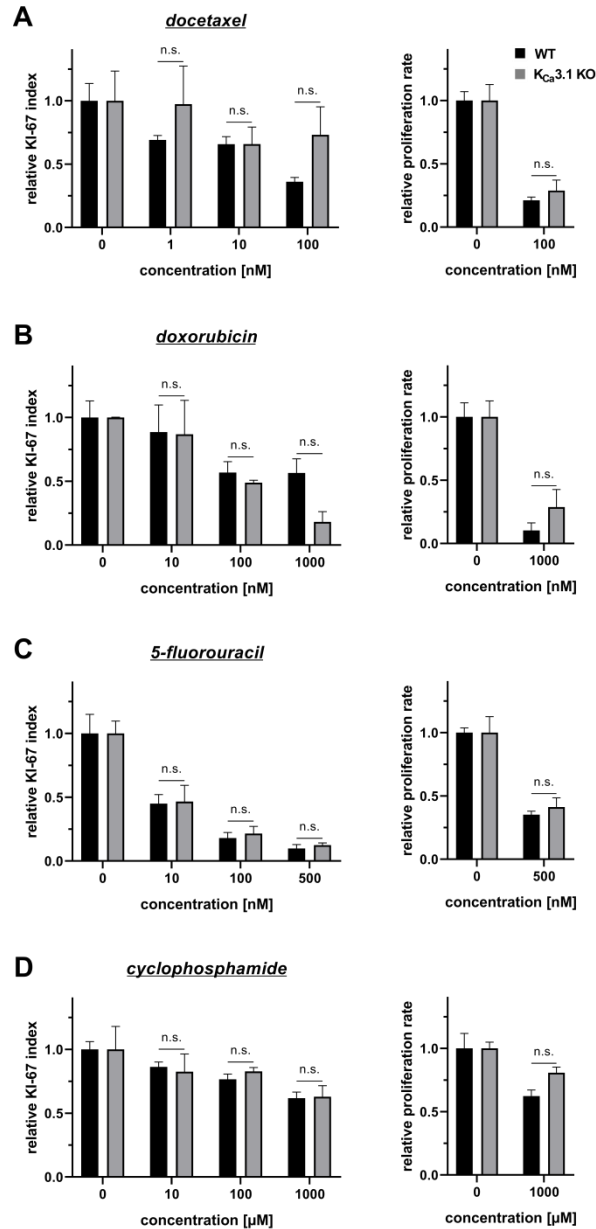 A
docetaxel
n.s.
n.s.
n.s.
relative KI-67 index
1.0
0.5
0.0
0
1
10
100
concentration [nM]
WT
K_Ca3.1 KO
n.s.
relative proliferation rate
1.0
0.5
0.0
0
100
concentration [nM]
B
doxorubicin
n.s.
n.s.
n.s.
relative KI-67 index
1.0
0.5
0.0
0
10
100
1000
concentration [nM]
n.s.
relative proliferation rate
1.0
0.5
0.0
0
1000
concentration [nM]
C
5-fluorouracil
n.s.
n.s.
n.s.
relative KI-67 index
1.0
0.5
0.0
0
10
100
500
concentration [nM]
n.s.
relative proliferation rate
1.0
0.5
0.0
0
500
concentration [nM]
D
cyclophosphamide
n.s.
n.s.
n.s.
relative KI-67 index
1.0
0.5
0.0
0
10
100
1000
concentration [µM]
n.s.
relative proliferation rate
1.0
0.5
0.0
0
1000
concentration [µM]